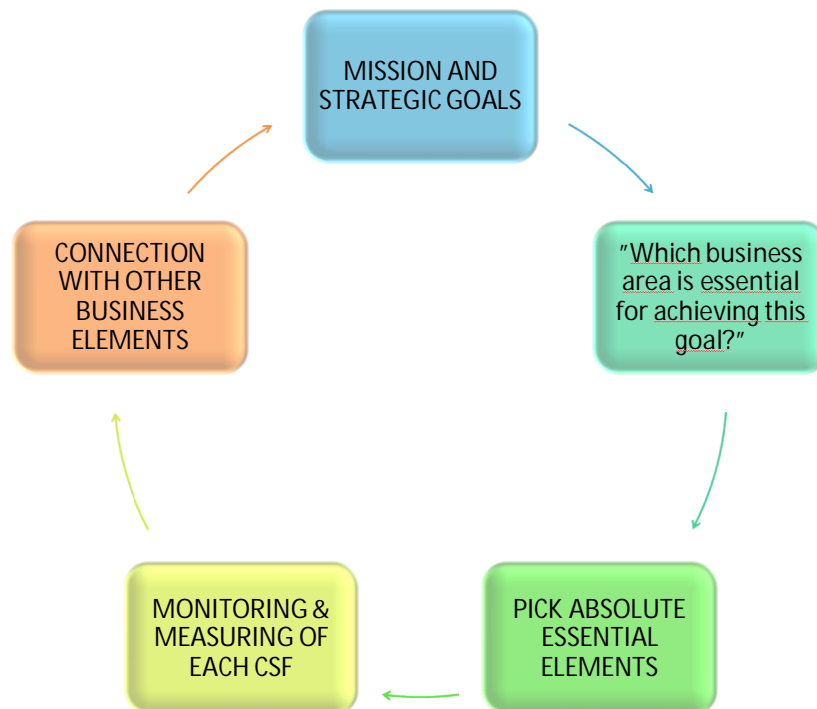 MISSION AND
STRATEGIC GOALS
"Which business
area is essential
for achieving this
goal?"
PICK ABSOLUTE
ESSENTIAL
ELEMENTS
MONITORING &
MEASURING OF
EACH CSF
CONNECTION
WITH OTHER
BUSINESS
ELEMENTS